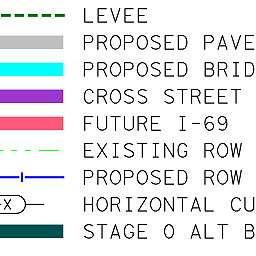 LEVEE
PROPOSED PAVE
PROPOSED BRID
CROSS STREET
FUTURE I-69
EXISTING ROW
PROPOSED ROW
X HORIZONTAL CU
STAGE 0 ALT B